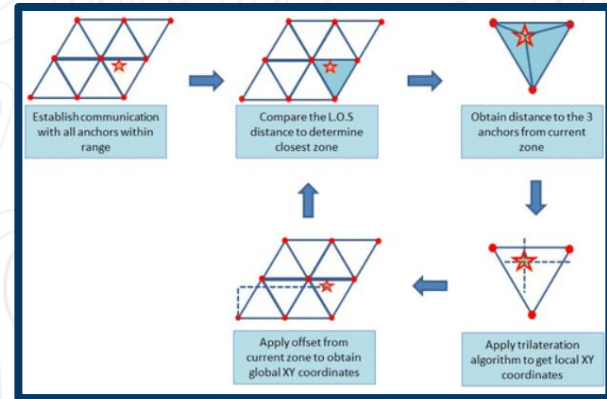 Establish communication
with all anchors within
range
Compare the L.O.S
distance to determine
closest zone
Obtain distance to the 3
anchors from current
zone
Apply offset from
current zone to obtain
global XY coordinates
Apply trilateration
algorithm to get local XY
coordinates